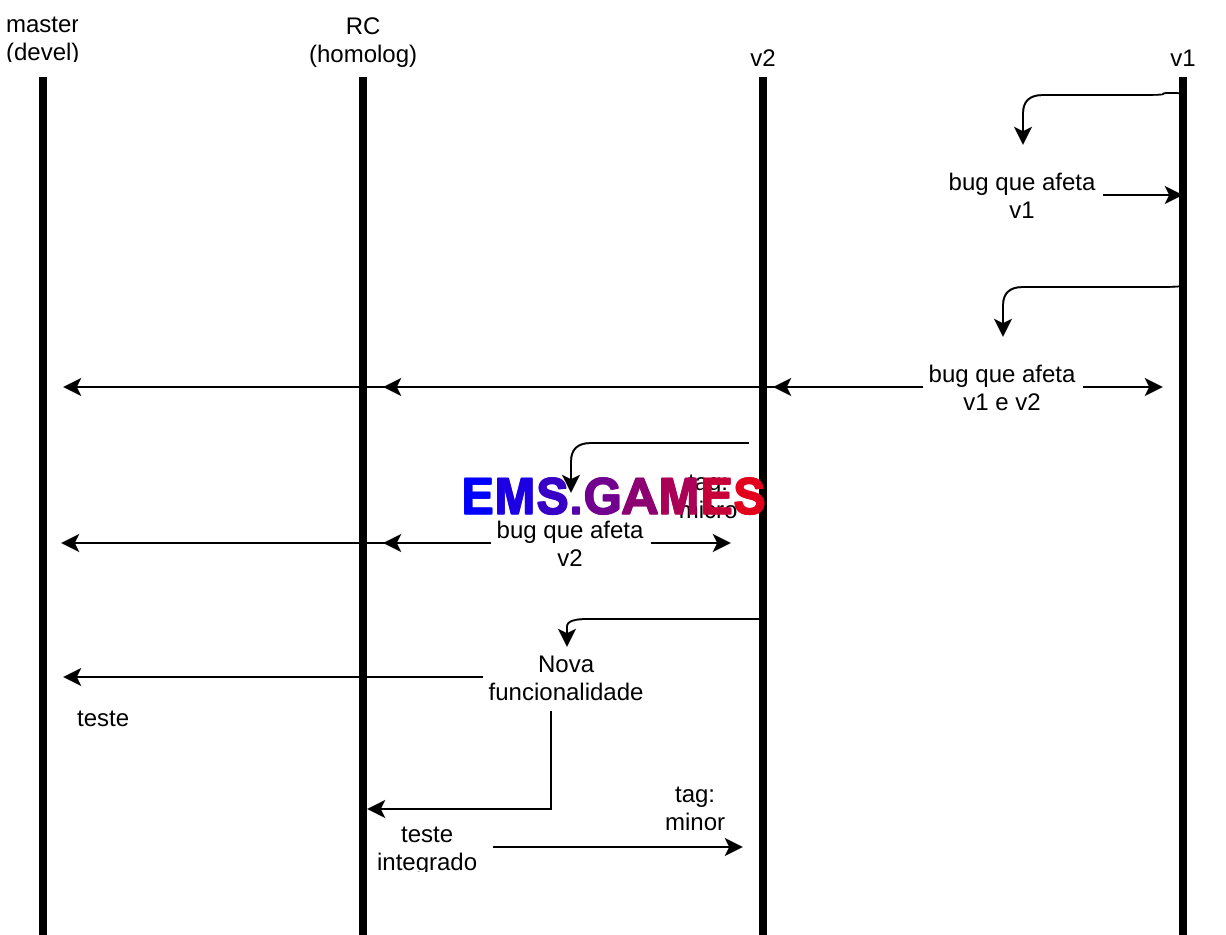 master
(devel)
RC
(homolog)
v2
v1
bug que afeta
v1
bug que afeta
v1 e v2
tag:
micro
EMS.GAMES
bug que afeta
v2
Nova
funcionalidade
teste
tag:
minor
teste
integrado